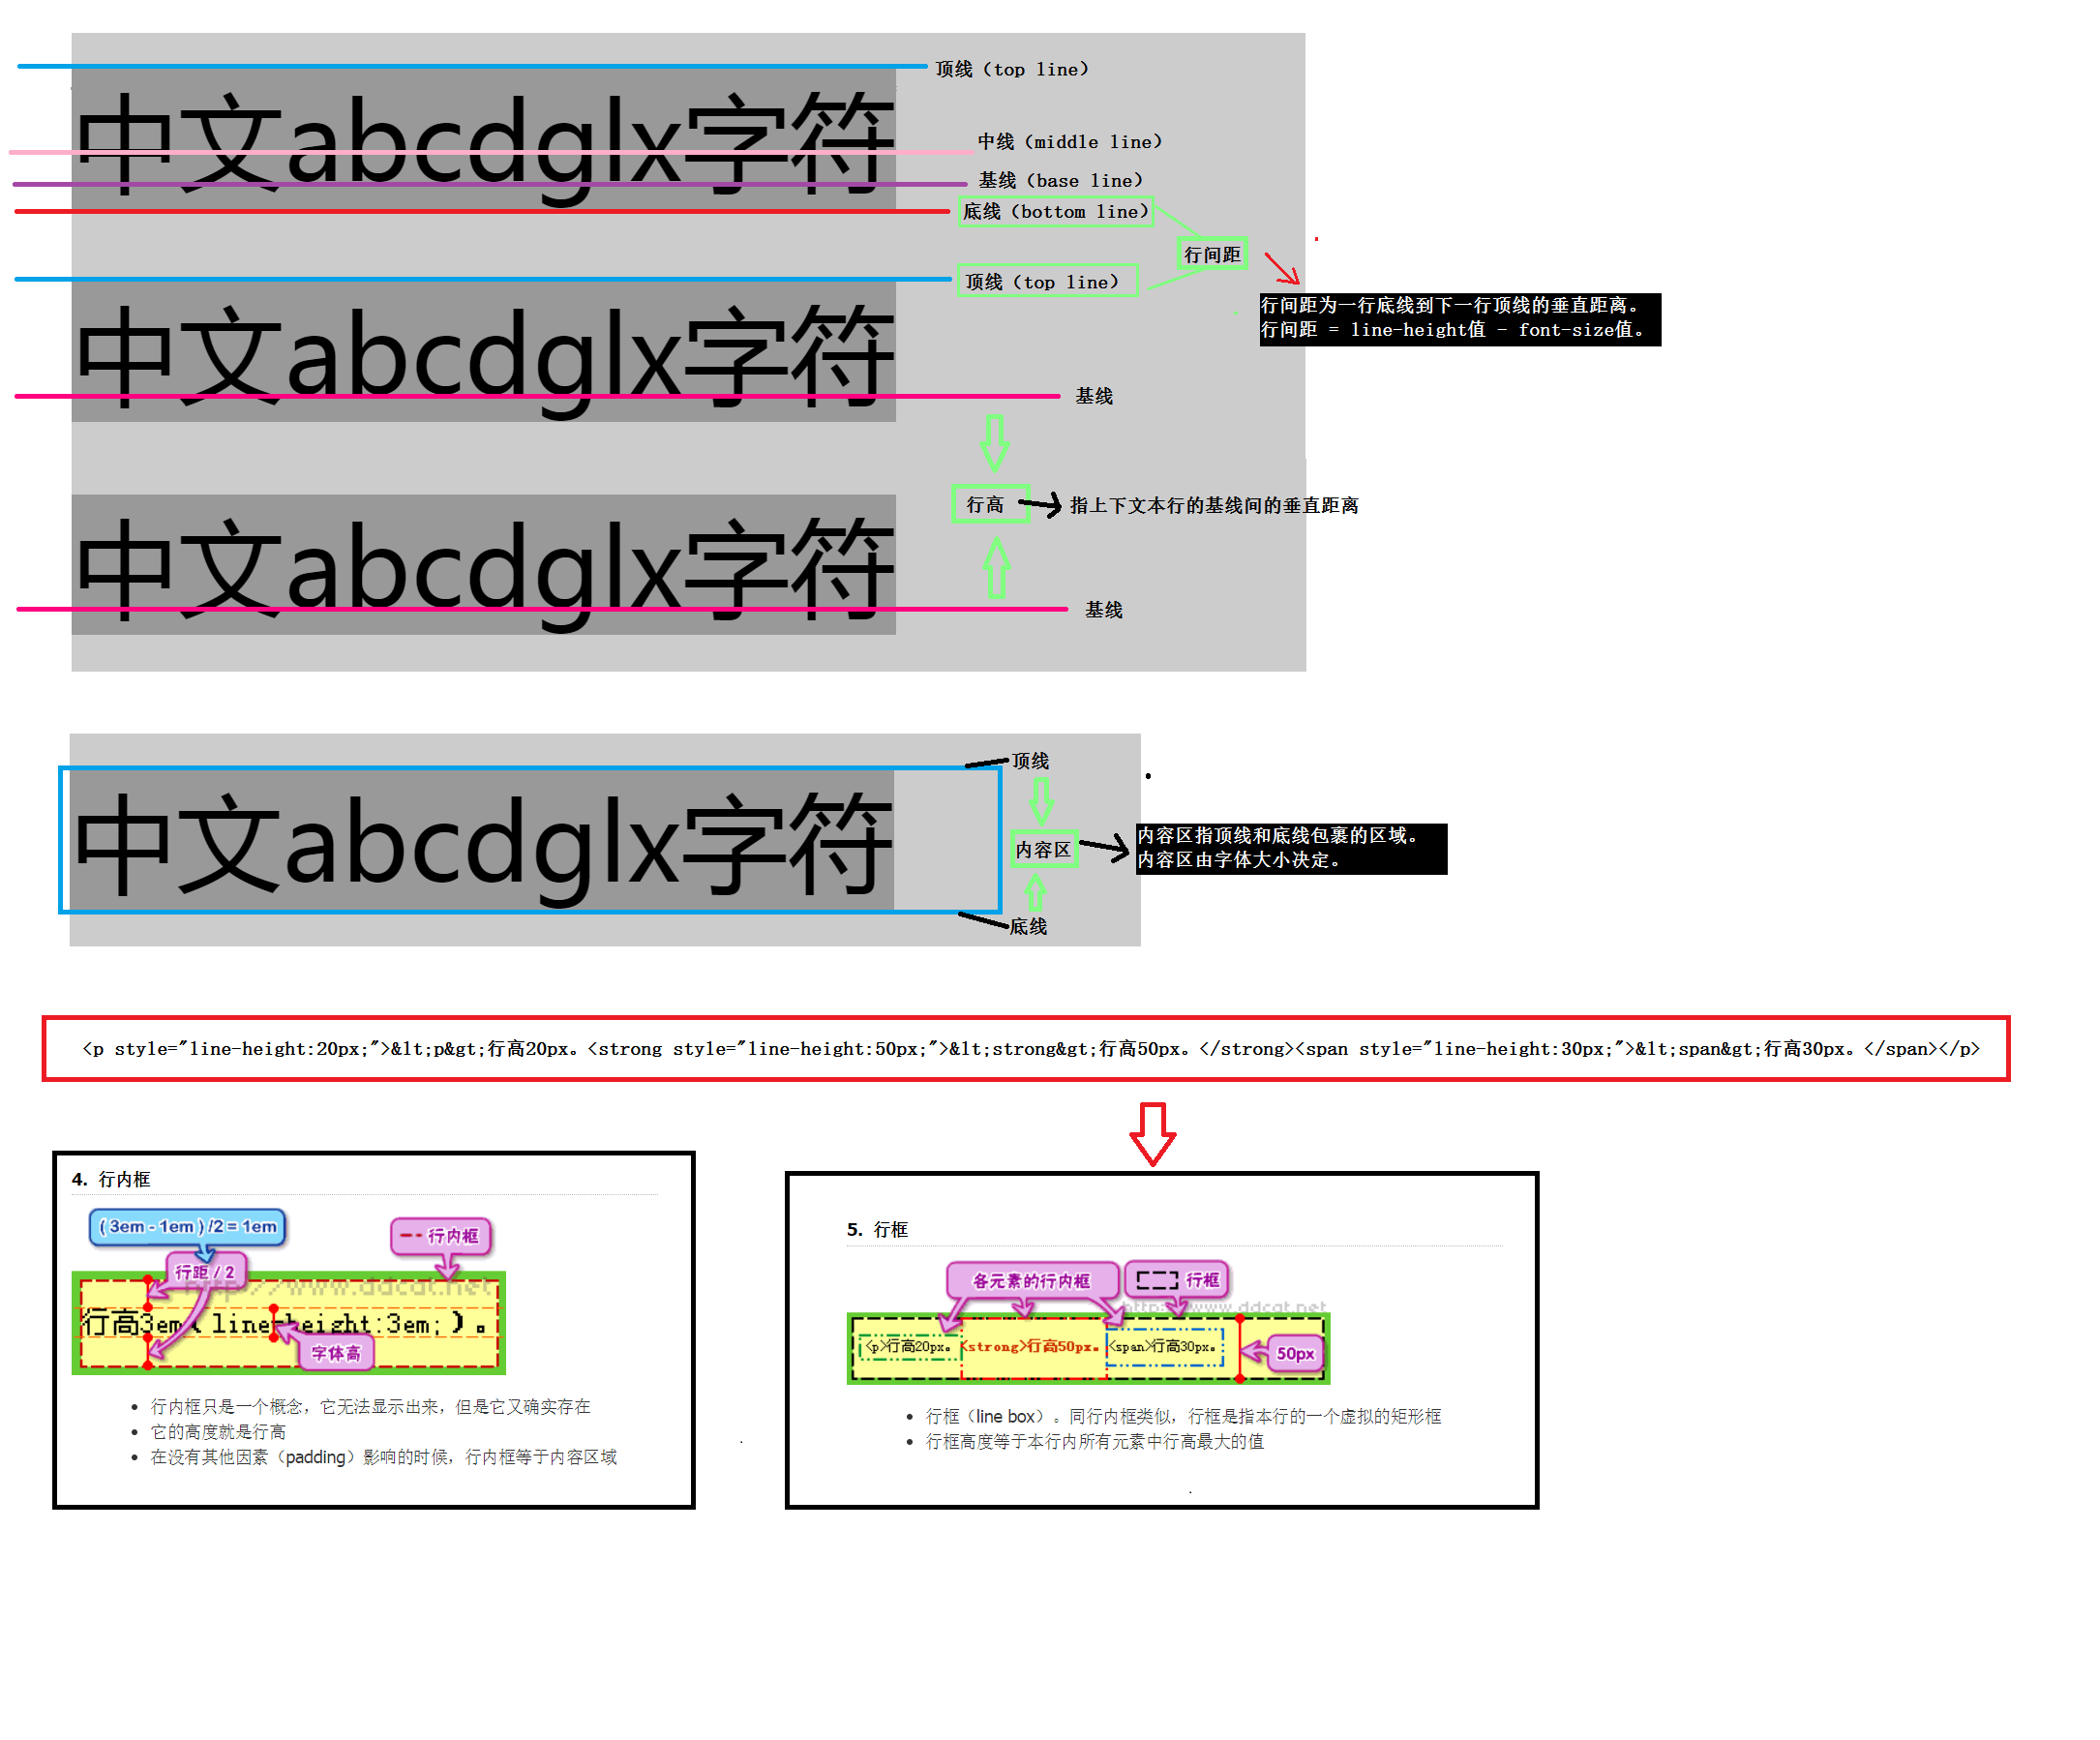 顶线（top line）
中文abcdglx字符
中线（middle line）
基线（base line）
底线（bottom line）
行间距
顶线（top line）
行间距为一行底线到下一行顶线的垂直距离。
行间距 = line-height值 - font-size值。
中文abcdglx字符
基线
行高
指上下文本行的基线间的垂直距离
中文abcdglx字符
基线
顶线
中文abcdglx字符
内容区
内容区指顶线和底线包裹的区域。
内容区由字体大小决定。
底线
<p style="line-height:20px;">&lt;p&gt;行高20px。<strong style="line-height:50px;">&lt;strong&gt;行高50px。</strong><span style="line-height:30px;">&lt;span&gt;行高30px。</span></p>
4. 行内框
( 3em - 1em ) /2 = 1em
行内框
行距 / 2
http://www.ddcat.net
行高3em( line-height:3em; ) 。
字体高
行内框只是一个概念，它无法显示出来，但是它又确实存在
它的高度就是行高
在没有其他因素（padding）影响的时候，行内框等于内容区域
5. 行框
各元素的行内框
行框
http://www.ddcat.net
<p>行高20px。
<strong>行高50px。
<span>行高30px。
50px
行框（line box）。同行内框类似，行框是指本行的一个虚拟的矩形框
行框高度等于本行内所有元素中行高最大的值